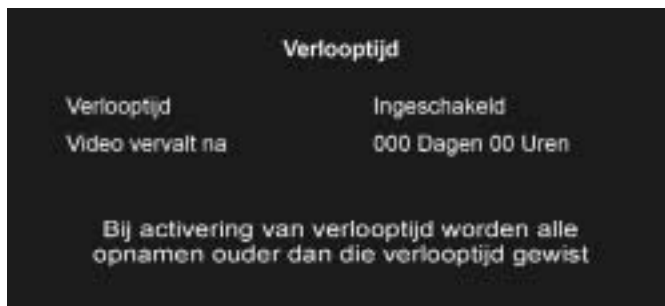 Verlooptijd
Verlooptijd Ingeschakeld
Video vervalt na 000 Dagen 00 Uren
Bij activering van verlooptijd worden alle
opnamen ouder dan die verlooptijd gewist